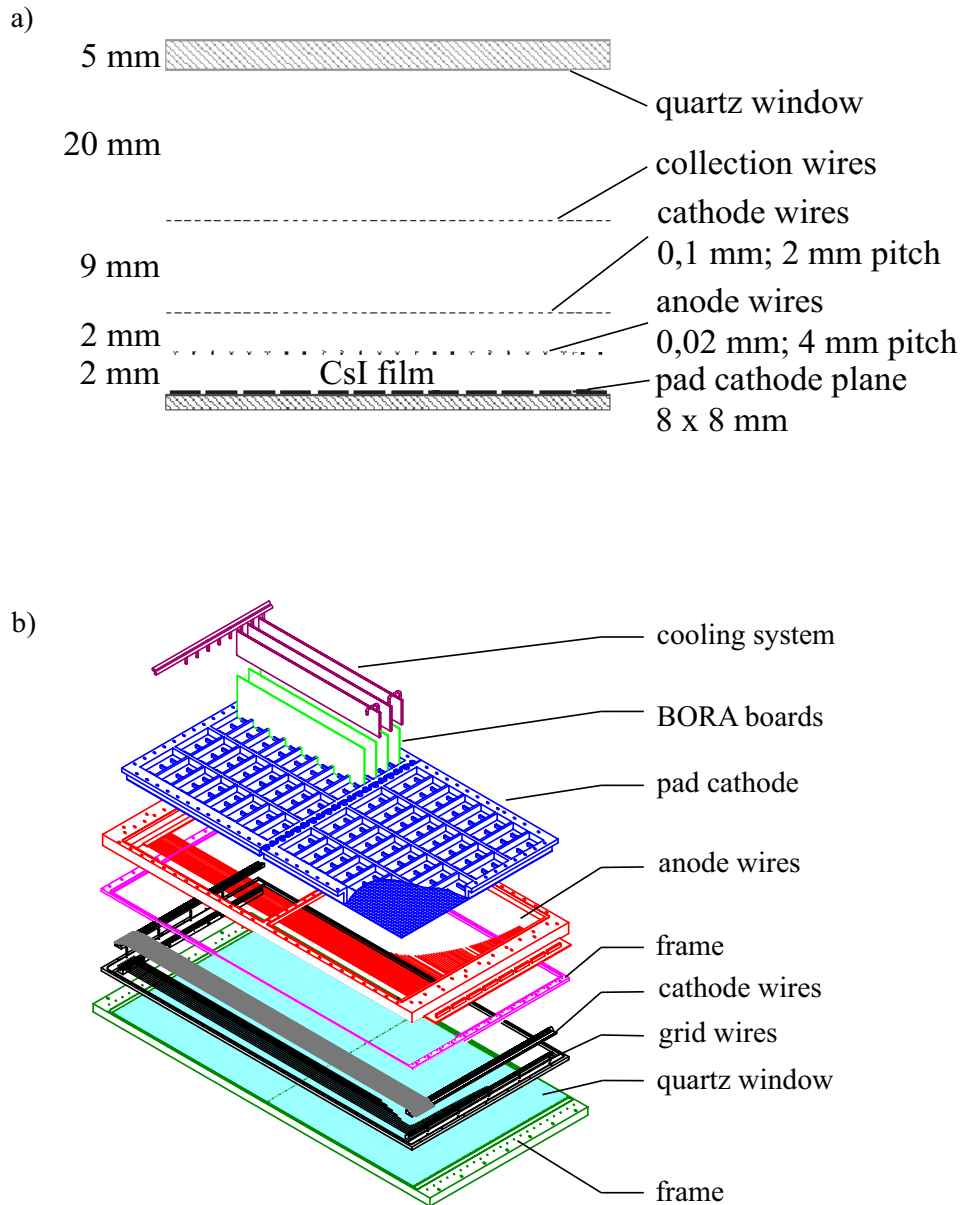 a)
5 mm
quartz window
20 mm
collection wires
cathode wires
0,1 mm; 2 mm pitch
9 mm
anode wires
2 mm
0,02 mm; 4 mm pitch
2 mm
CsI film
pad cathode plane
8 x 8 mm
b)
cooling system
BORA boards
pad cathode
anode wires
frame
cathode wires
grid wires
quartz window
frame